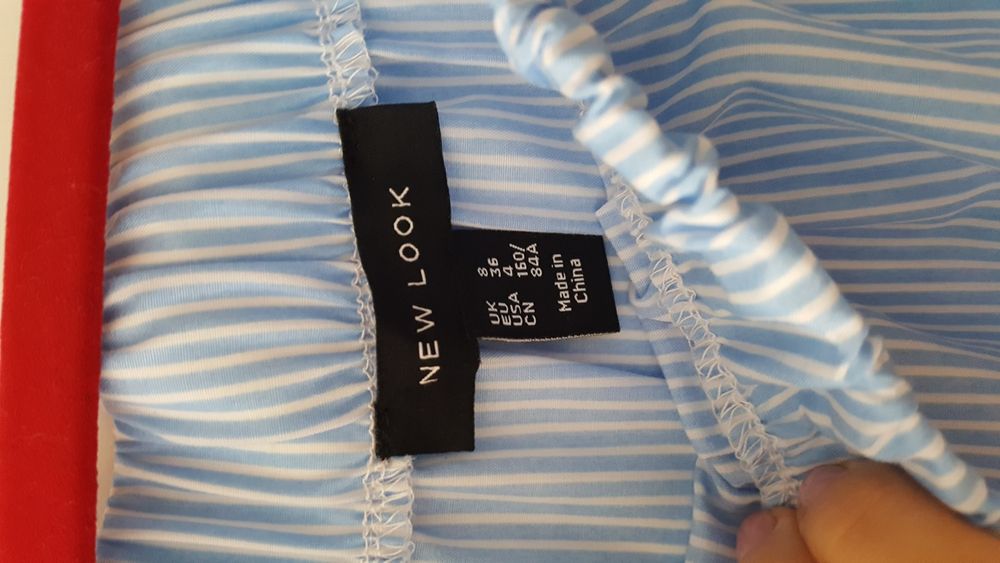 NEW LOOK
UK 8
EU 36
USA 4
CN 160/
84A
Made in
China